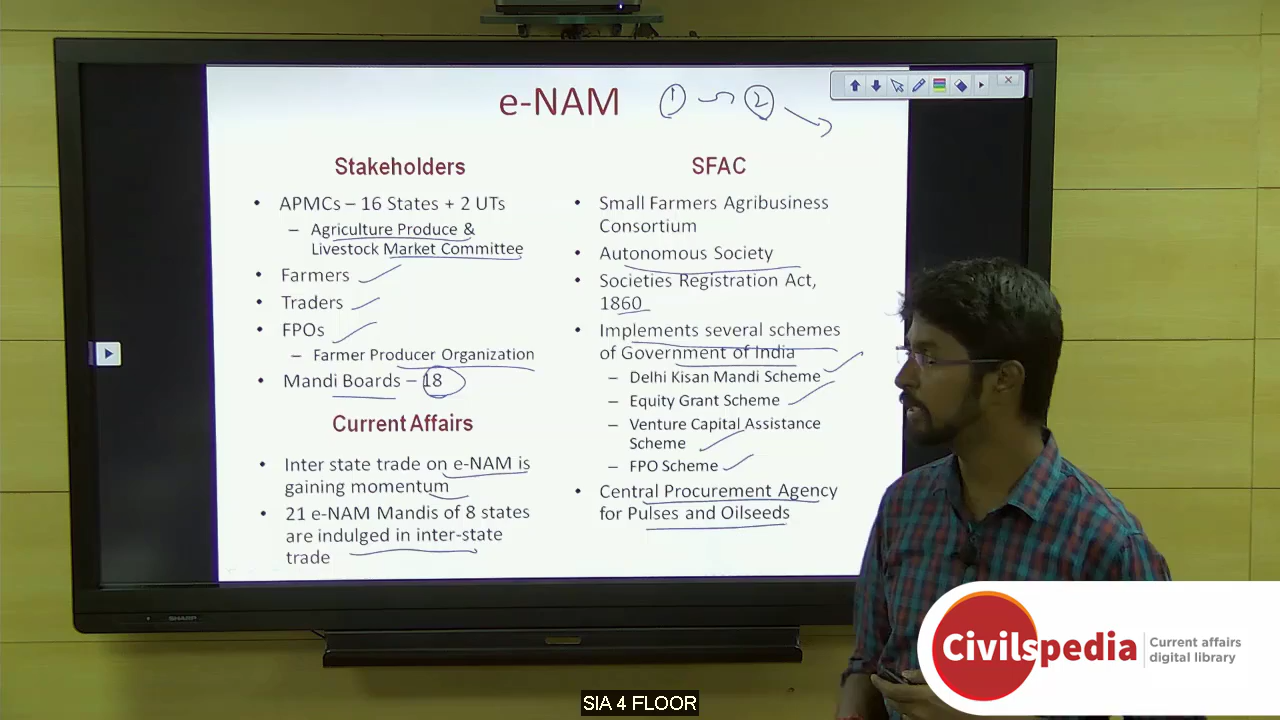 e-NAM
1
2
Stakeholders
• APMCs – 16 States + 2 UTs
– Agriculture Produce &
Livestock Market Committee
• Farmers
• Traders
• FPOs
– Farmer Producer Organization
• Mandi Boards – 18
Current Affairs
• Inter state trade on e-NAM is
gaining momentum
• 21 e-NAM Mandis of 8 states
are indulged in inter-state
trade
SFAC
• Small Farmers Agribusiness
Consortium
• Autonomous Society
• Societies Registration Act,
1860
• Implements several schemes
of Government of India
– Delhi Kisan Mandi Scheme
– Equity Grant Scheme
– Venture Capital Assistance
Scheme
– FPO Scheme
• Central Procurement Agency
for Pulses and Oilseeds
SHARP
Civilspedia
Current affairs
digital library
SIA 4 FLOOR